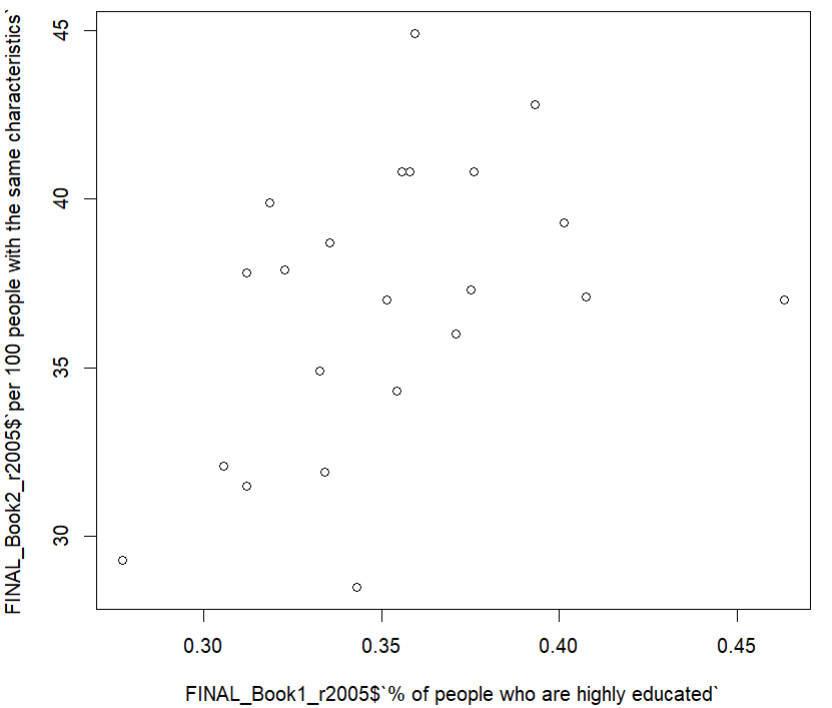 FINAL_Book2_r2005$`per 100 people with the same characteristics`
45
40
35
30
0.30 0.35 0.40 0.45
FINAL_Book1_r2005$`% of people who are highly educated`